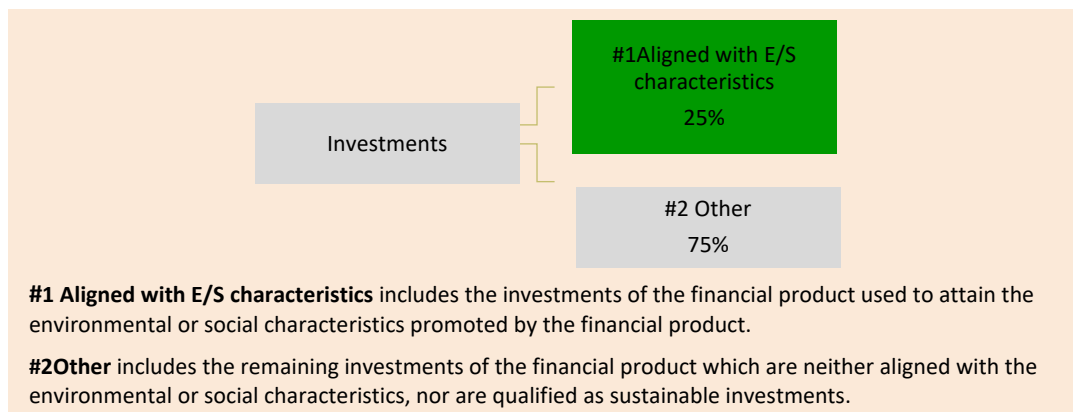 #1Aligned with E/S
characteristics
25%
Investments
#2 Other
75%
#1 Aligned with E/S characteristics includes the investments of the financial product used to attain the
environmental or social characteristics promoted by the financial product.
#2Other includes the remaining investments of the financial product which are neither aligned with the
environmental or social characteristics, nor are qualified as sustainable investments.